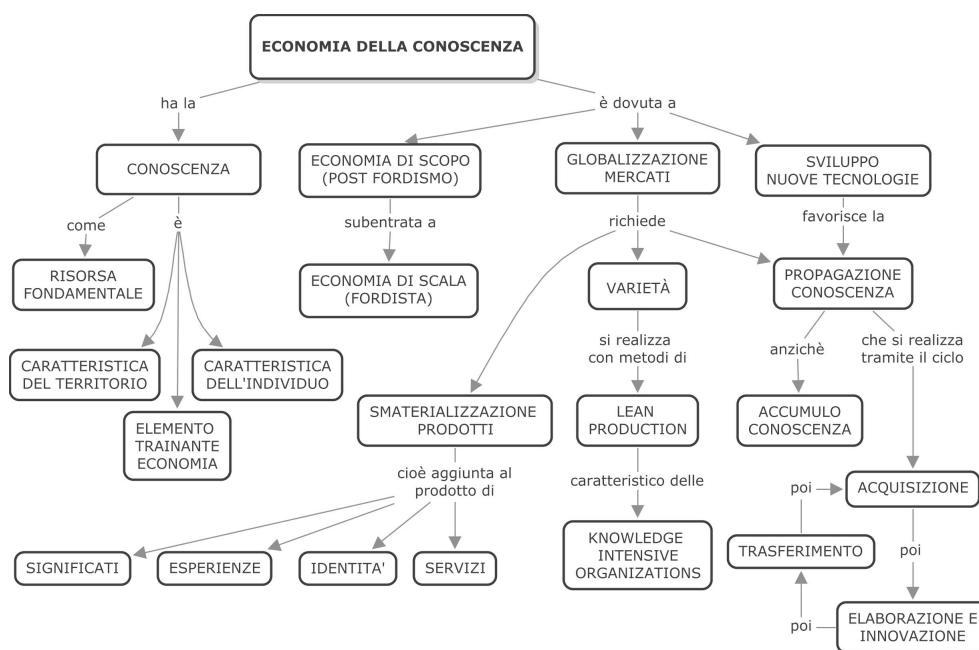 ECONOMIA DELLA CONOSCENZA
ha la
è dovuta a
CONOSCENZA
ECONOMIA DI SCOPO
(POST FORDISMO)
GLOBALIZZAZIONE
MERCATI
SVILUPPO
NUOVE TECNOLOGIE
come
è
subentrata a
richiede
favorisce la
RISORSA
FONDAMENTALE
ECONOMIA DI SCALA
(FORDISTA)
VARIETÀ
PROPAGAZIONE
CONOSCENZA
si realizza
con metodi di
anzichè
che si realizza
tramite il ciclo
CARATTERISTICA
DEL TERRITORIO
CARATTERISTICA
DELL'INDIVIDUO
ELEMENTO
TRAINANTE
ECONOMIA
SMATERIALIZZAZIONE
PRODOTTI
LEAN
PRODUCTION
ACCUMULO
CONOSCENZA
cioè aggiunta al
prodotto di
caratteristico delle
poi
ACQUISIZIONE
SIGNIFICATI
ESPERIENZE
IDENTITA'
SERVIZI
KNOWLEDGE
INTENSIVE
ORGANIZATIONS
TRASFERIMENTO
poi
poi
ELABORAZIONE E
INNOVAZIONE